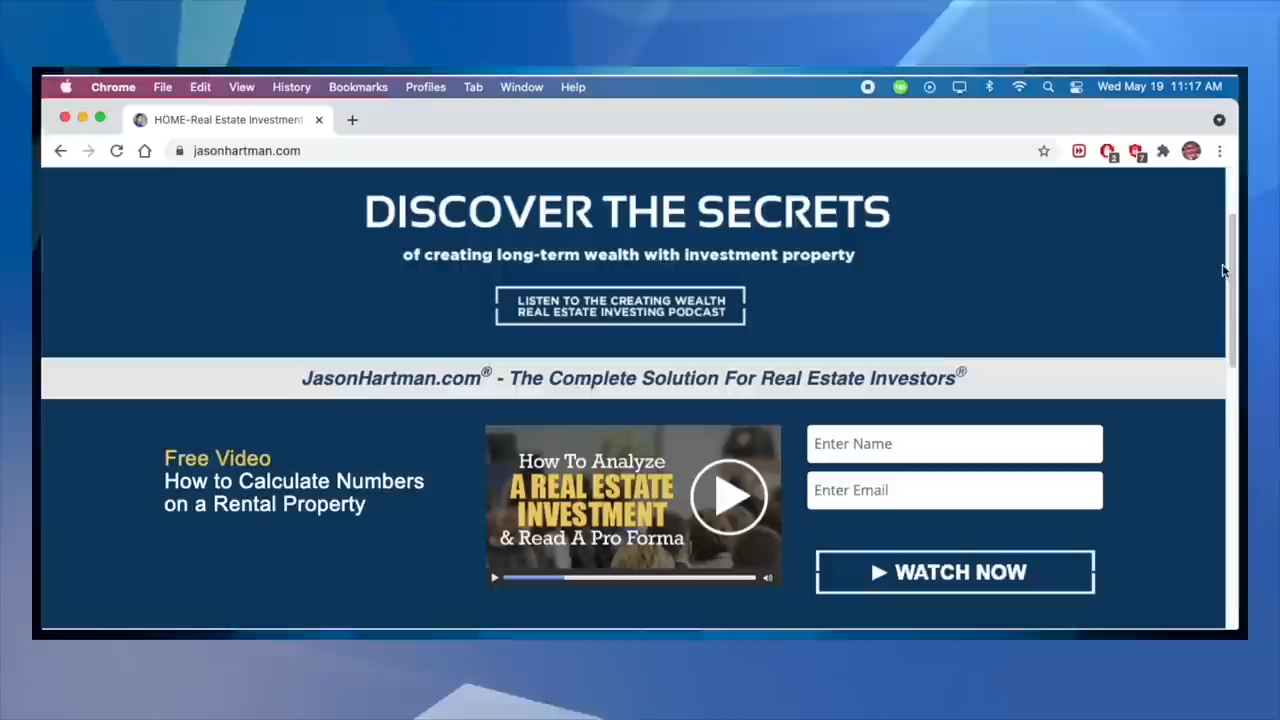 Chrome File Edit View History Bookmarks Profiles Tab Window Help Wed May 19 11:17 AM
HOME-Real Estate Investment
jasonhartman.com
2 7
DISCOVER THE SECRETS
of creating long-term wealth with investment property
LISTEN TO THE CREATING WEALTH
REAL ESTATE INVESTING PODCAST
JasonHartman.com® - The Complete Solution For Real Estate Investors®
Free Video
How to Calculate Numbers
on a Rental Property
How To Analyze
A REAL ESTATE
INVESTMENT
& Read A Pro Forma
Enter Name
Enter Email
WATCH NOW